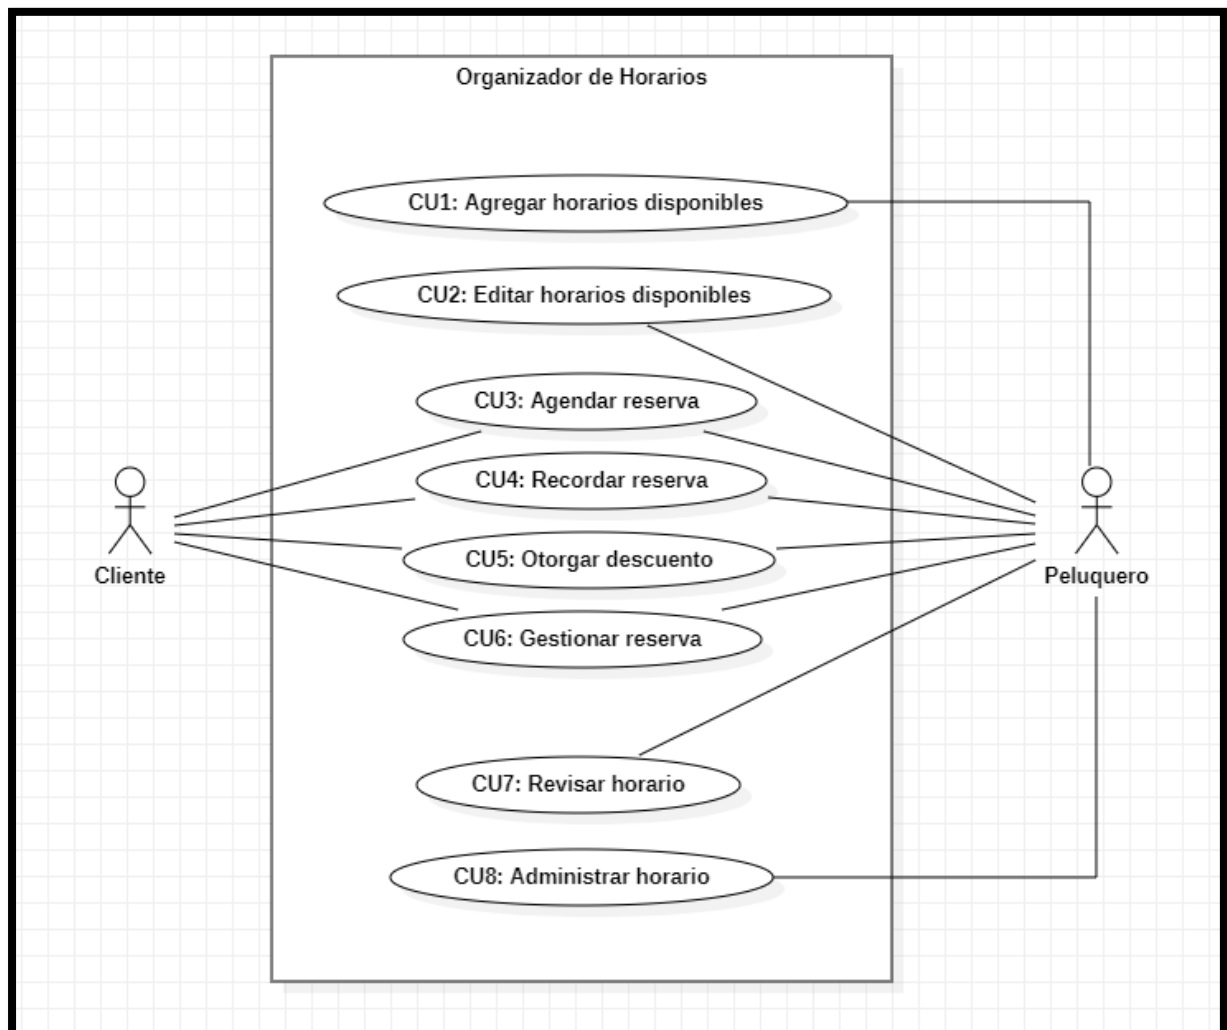 Organizador de Horarios
CU1: Agregar horarios disponibles
CU2: Editar horarios disponibles
CU3: Agendar reserva
CU4: Recordar reserva
CU5: Otorgar descuento
CU6: Gestionar reserva
Cliente
Peluquero
CU7: Revisar horario
CU8: Administrar horario